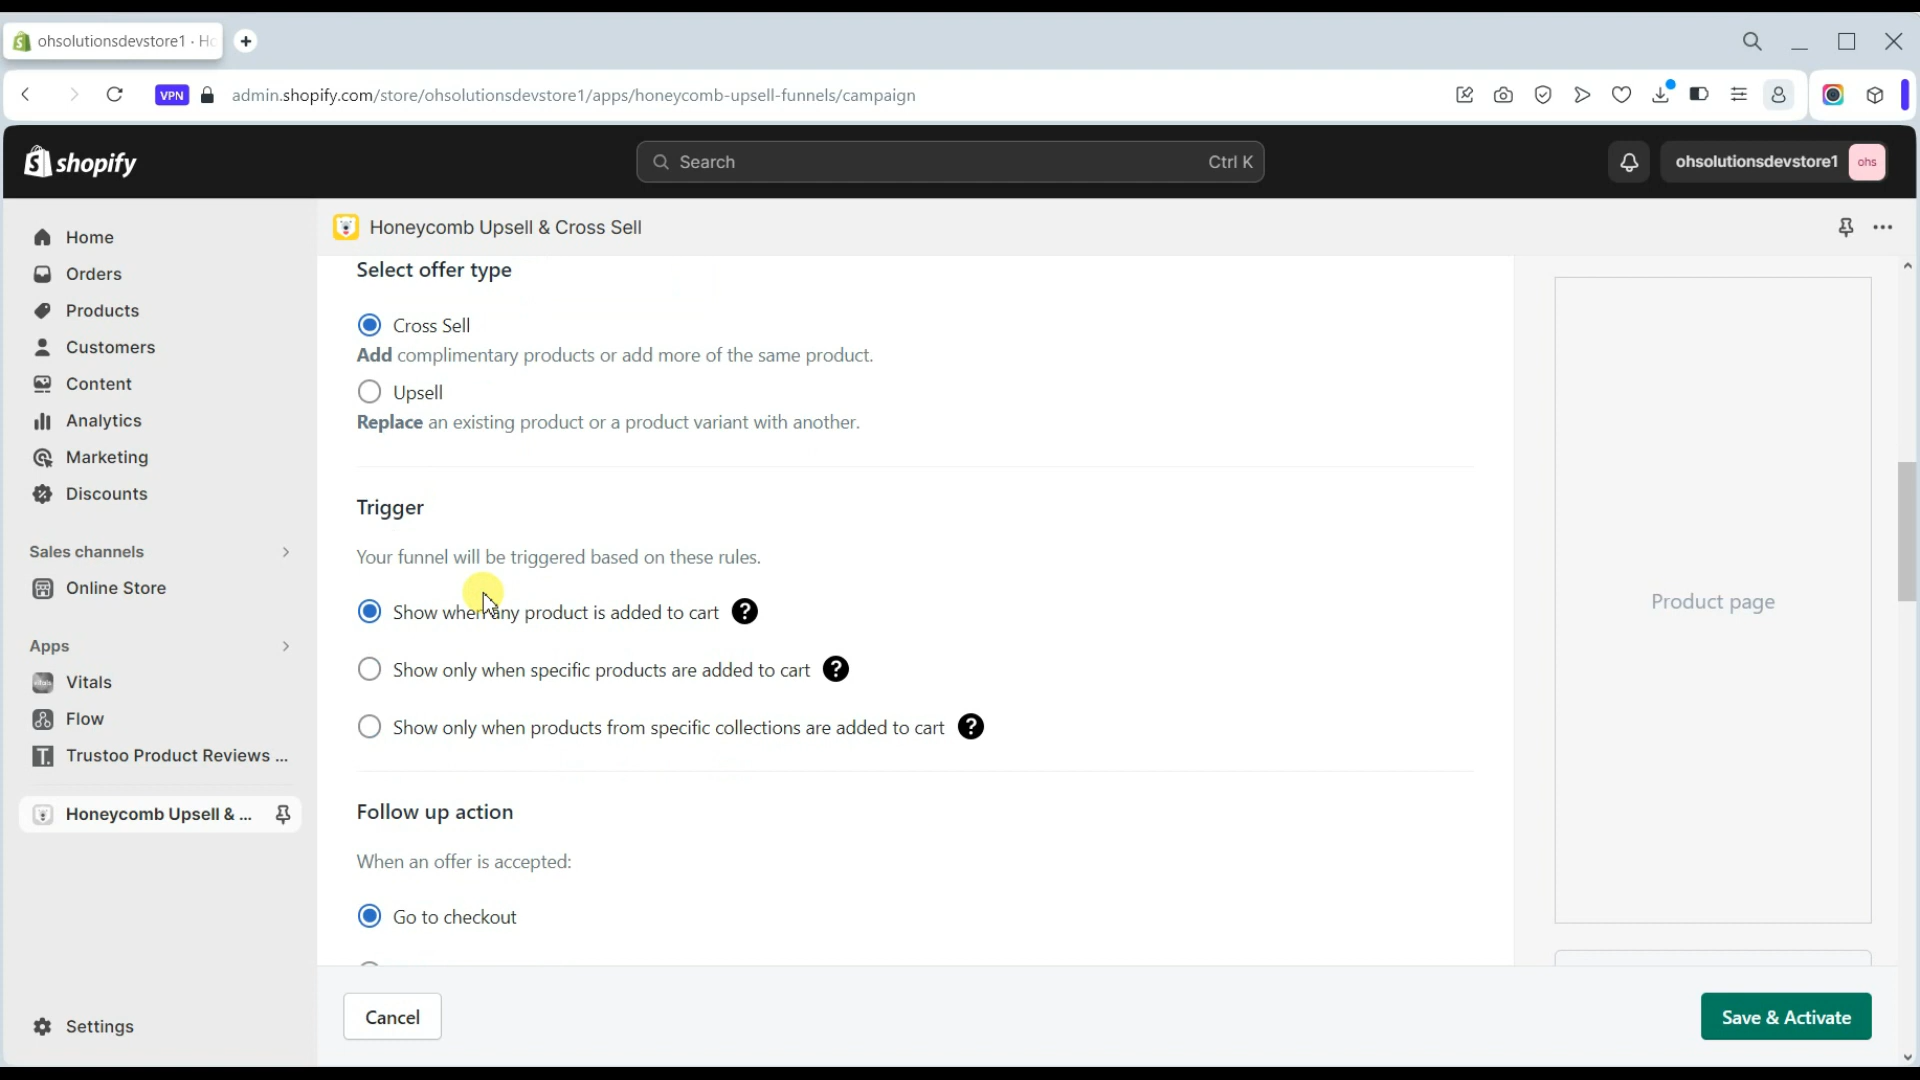 ohsolutionsdevstore1 · Ho
VPN
admin.shopify.com/store/ohsolutionsdevstore1/apps/honeycomb-upsell-funnels/campaign
shopify
Search
Ctrl K
ohsolutionsdevstore1
ohs
Home
Orders
Products
Customers
Content
Analytics
Marketing
Discounts
Sales channels
Online Store
Apps
Vitals
Flow
Trustoo Product Reviews ...
Honeycomb Upsell & ...
Settings
Honeycomb Upsell & Cross Sell
Select offer type
Cross Sell
Add complimentary products or add more of the same product.
Upsell
Replace an existing product or a product variant with another.
Trigger
Your funnel will be triggered based on these rules.
Show when any product is added to cart ?
Show only when specific products are added to cart ?
Show only when products from specific collections are added to cart ?
Follow up action
When an offer is accepted:
Go to checkout
Product page
Cancel
Save & Activate